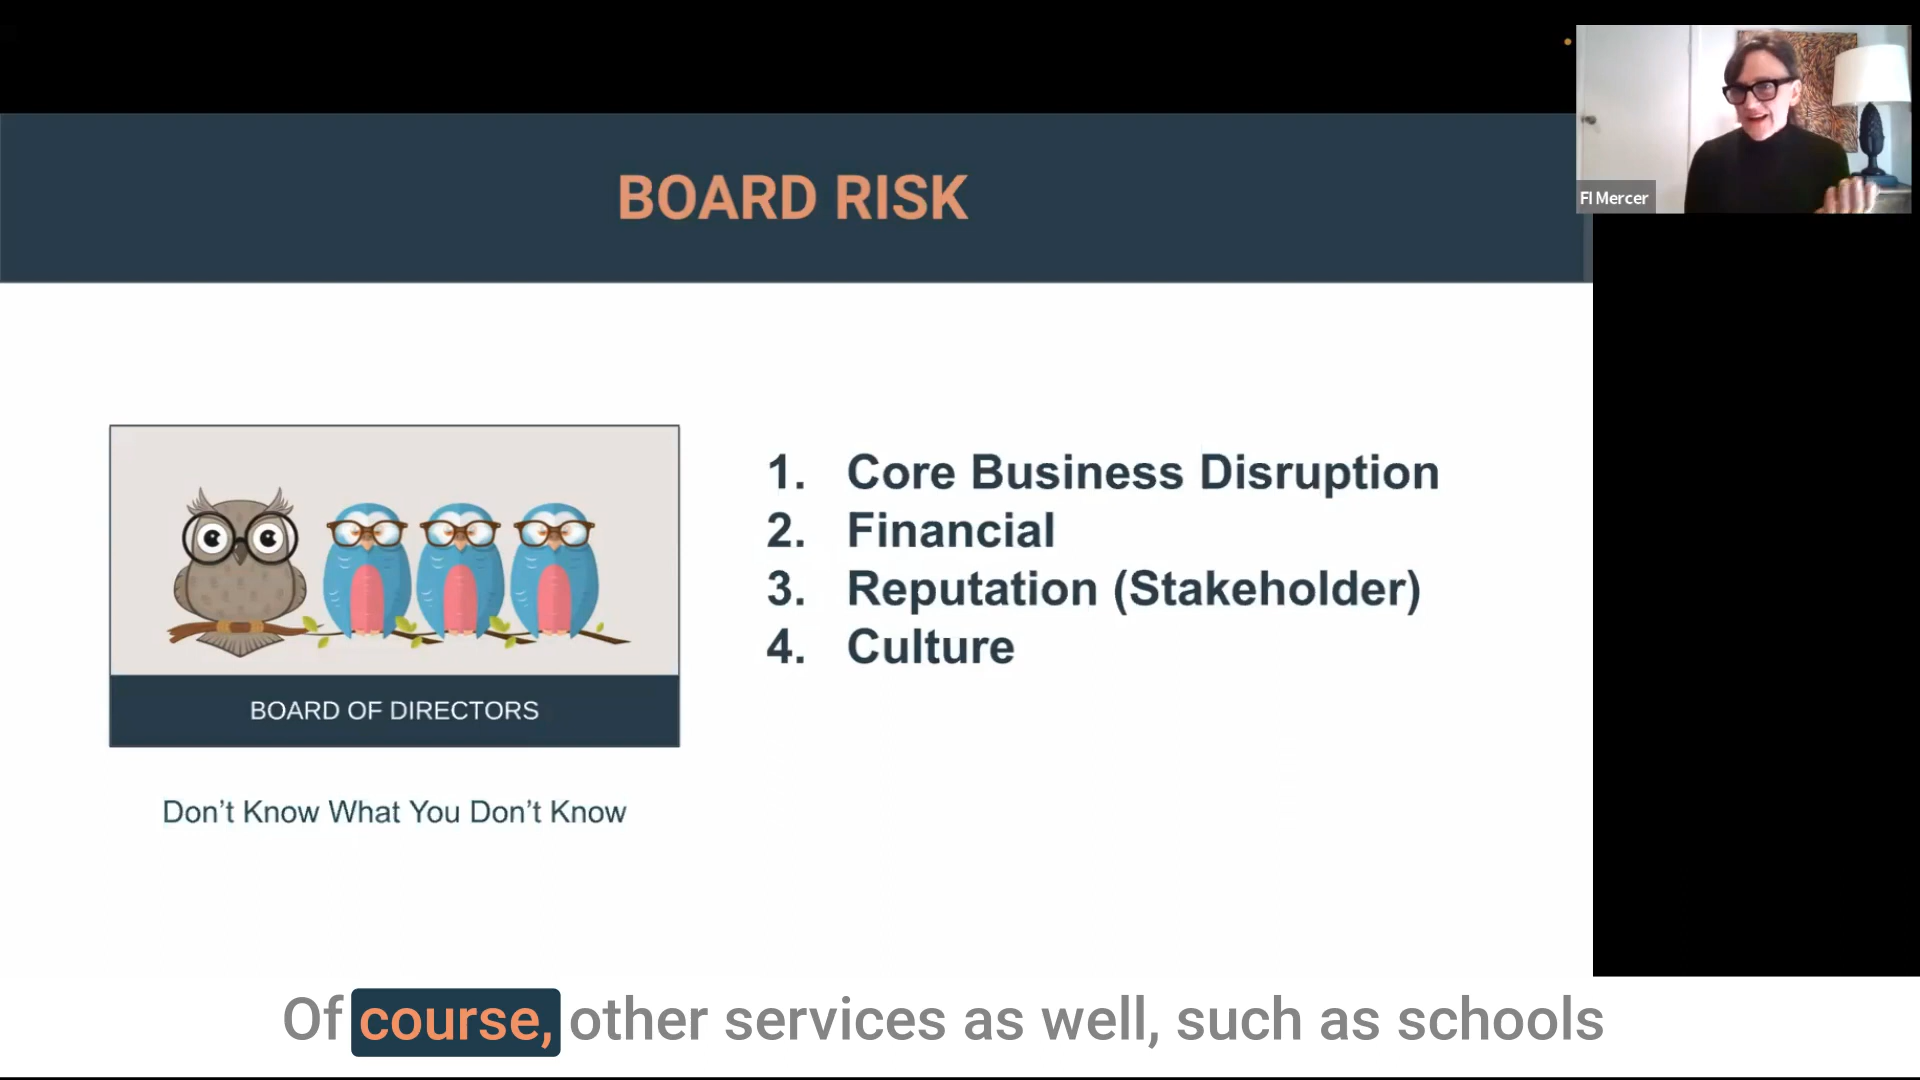 BOARD RISK
FI Mercer
1. Core Business Disruption
2. Financial
3. Reputation (Stakeholder)
4. Culture
BOARD OF DIRECTORS
Don’t Know What You Don’t Know
Of course, other services as well, such as schools